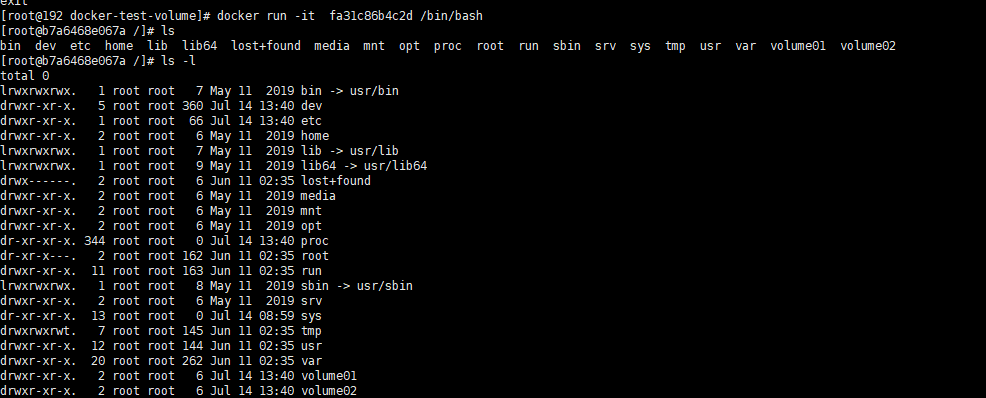 exit
[root@192 docker-test-volume]# docker run -it  fa31c86b4c2d /bin/bash
[root@b7a6468e067a /]# ls
bin  dev  etc  home  lib  lib64  lost+found  media  mnt  opt  proc  root  run  sbin  srv  sys  tmp  usr  var  volume01  volume02
[root@b7a6468e067a /]# ls -l
total 0
lrwxrwxrwx.   1 root root   7 May 11  2019 bin -> usr/bin
drwxr-xr-x.   5 root root 360 Jul 14 13:40 dev
drwxr-xr-x.   1 root root  66 Jul 14 13:40 etc
drwxr-xr-x.   2 root root   6 May 11  2019 home
lrwxrwxrwx.   1 root root   7 May 11  2019 lib -> usr/lib
lrwxrwxrwx.   1 root root   9 May 11  2019 lib64 -> usr/lib64
drwx------.   2 root root   6 Jun 11 02:35 lost+found
drwxr-xr-x.   2 root root   6 May 11  2019 media
drwxr-xr-x.   2 root root   6 May 11  2019 mnt
drwxr-xr-x.   2 root root   6 May 11  2019 opt
dr-xr-xr-x. 344 root root   0 Jul 14 13:40 proc
dr-xr-x---.   2 root root 162 Jun 11 02:35 root
drwxr-xr-x.  11 root root 163 Jun 11 02:35 run
lrwxrwxrwx.   1 root root   8 May 11  2019 sbin -> usr/sbin
drwxr-xr-x.   2 root root   6 May 11  2019 srv
dr-xr-xr-x.  13 root root   0 Jul 14 08:59 sys
drwxrwxrwt.   7 root root 145 Jun 11 02:35 tmp
drwxr-xr-x.  12 root root 144 Jun 11 02:35 usr
drwxr-xr-x.  20 root root 262 Jun 11 02:35 var
drwxr-xr-x.   2 root root   6 Jul 14 13:40 volume01
drwxr-xr-x.   2 root root   6 Jul 14 13:40 volume02